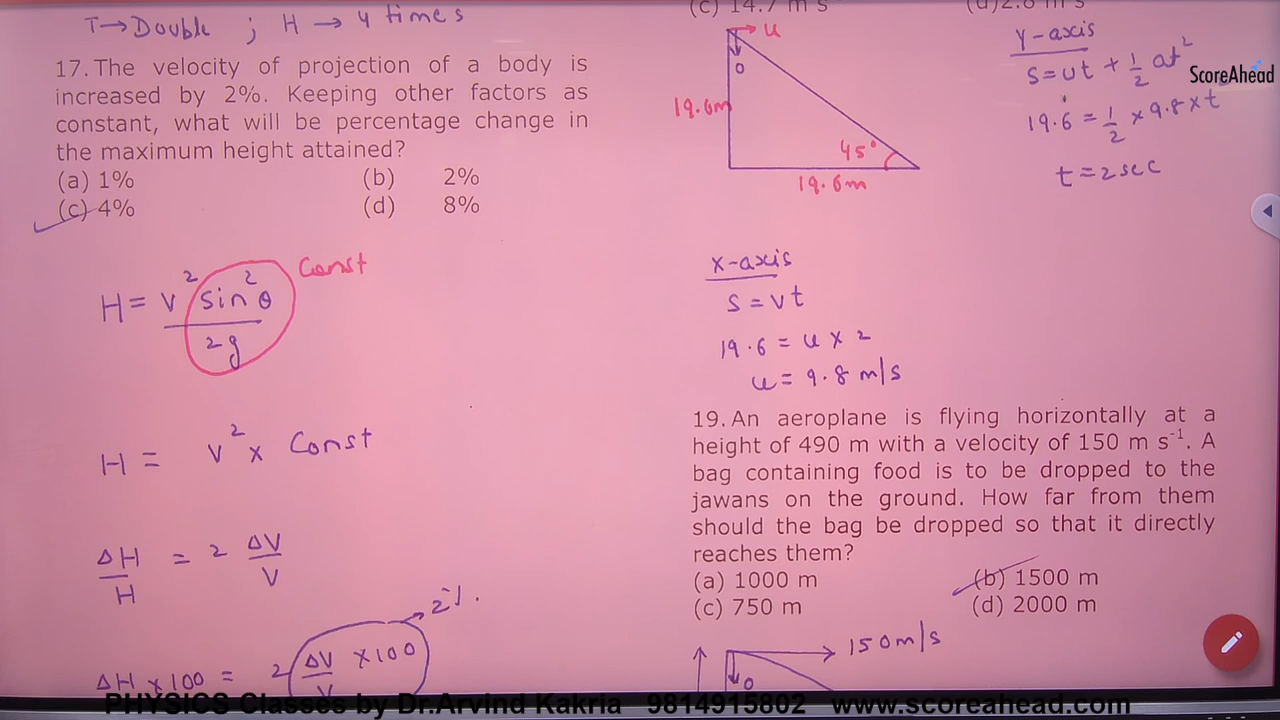 T→Double ; H → 4 times
17. The velocity of projection of a body is
increased by 2%. Keeping other factors as
constant, what will be percentage change in
the maximum height attained?
(a) 1% (b) 2%
(c) 4% (d) 8%
H = v² sin²θ
2g
Const
H = v² × Const
ΔH = 2 ΔV
H V
→ 2%.
ΔH ×100 = 2 ΔV ×100
V
(c) 14.7 m s (d) 2.8 m s
u
0
19.6m
45°
19.6m
Y-axis
s = ut + 1/2 at²
19.6 = 1/2 × 9.8 × t
t = 2 sec
ScoreAhead
X-axis
s = vt
19.6 = u × 2
u = 9.8 m/s
19. An aeroplane is flying horizontally at a
height of 490 m with a velocity of 150 m s⁻¹. A
bag containing food is to be dropped to the
jawans on the ground. How far from them
should the bag be dropped so that it directly
reaches them?
(a) 1000 m (b) 1500 m
(c) 750 m (d) 2000 m
150 m/s
0
PHYSICS Classes by Dr.Arvind Kakria 9814915802 www.scoreahead.com